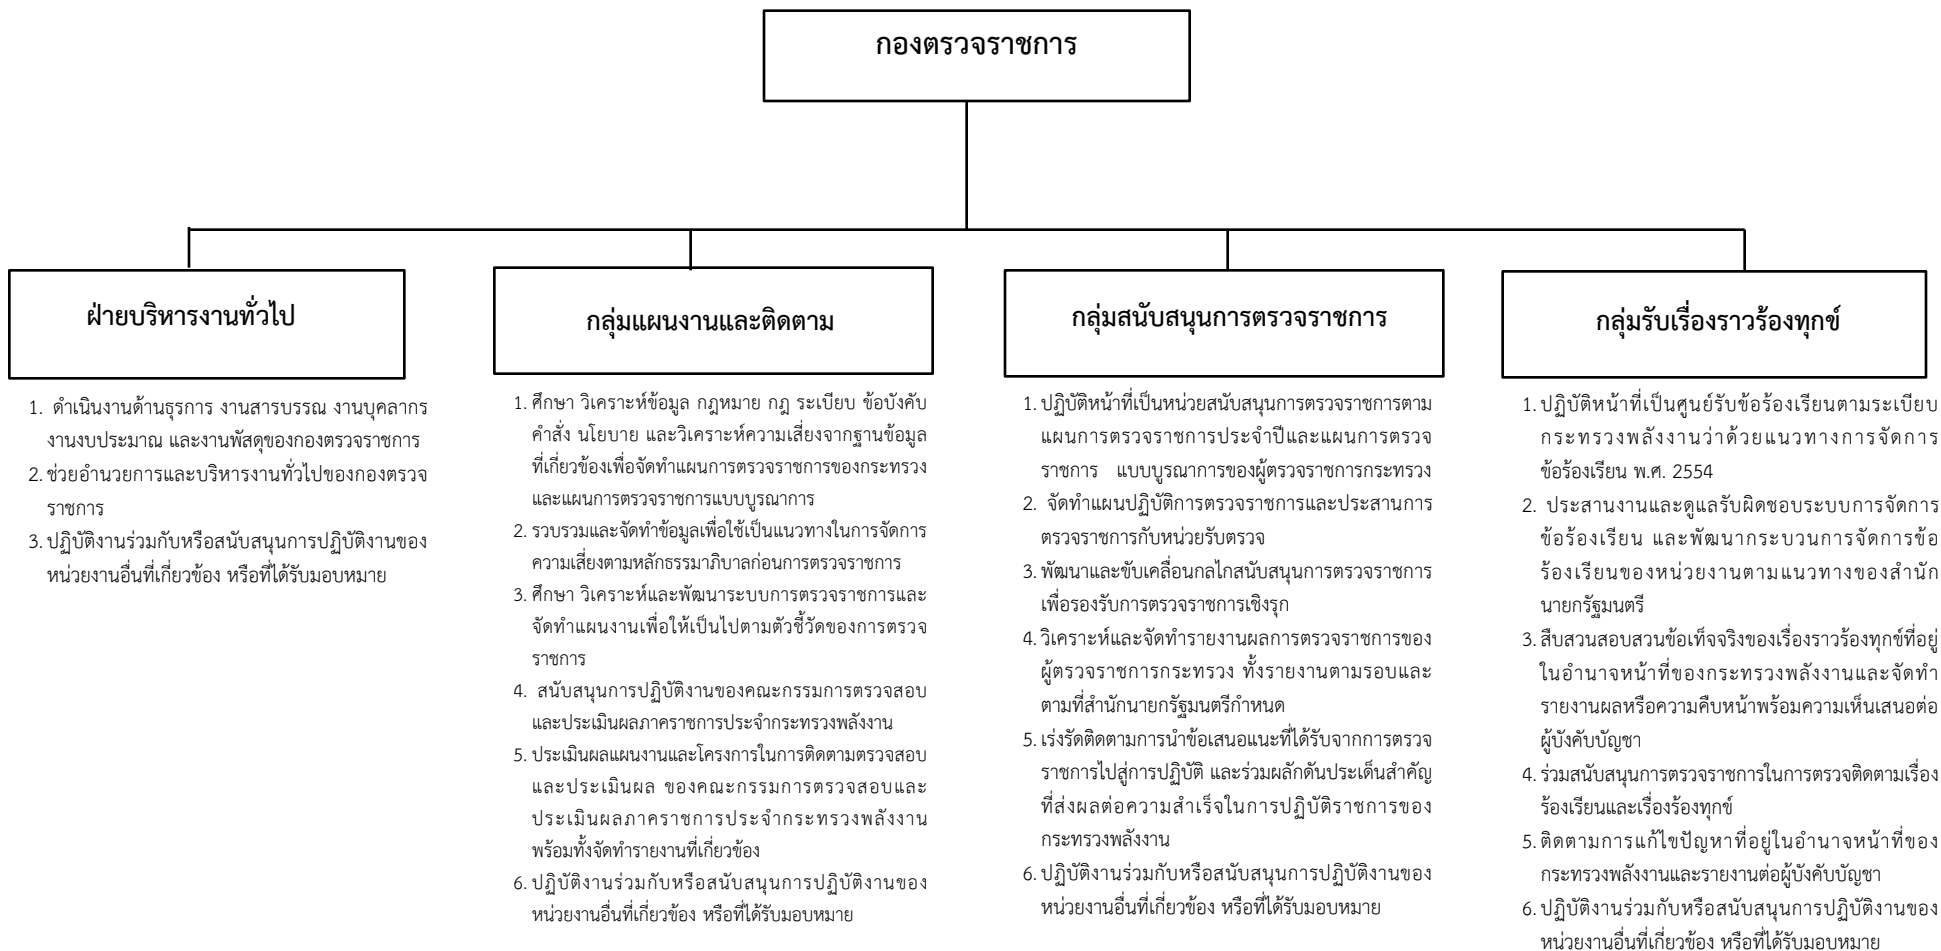 กองตรวจราชการ
ฝ่ายบริหารงานทั่วไป
1. ดำเนินงานด้านธุรการ งานสารบรรณ งานบุคลากร
งานงบประมาณ และงานพัสดุของกองตรวจราชการ
2. ช่วยอำนวยการและบริหารงานทั่วไปของกองตรวจ
ราชการ
3. ปฏิบัติงานร่วมกับหรือสนับสนุนการปฏิบัติงานของ
หน่วยงานอื่นที่เกี่ยวข้อง หรือที่ได้รับมอบหมาย
กลุ่มแผนงานและติดตาม
1. ศึกษา วิเคราะห์ข้อมูล กฎหมาย กฎ ระเบียบ ข้อบังคับ
คำสั่ง นโยบาย และวิเคราะห์ความเสี่ยงจากฐานข้อมูล
ที่เกี่ยวข้องเพื่อจัดทำแผนการตรวจราชการของกระทรวง
และแผนการตรวจราชการแบบบูรณาการ
2. รวบรวมและจัดทำข้อมูลเพื่อใช้เป็นแนวทางในการจัดการ
ความเสี่ยงตามหลักธรรมาภิบาลก่อนการตรวจราชการ
3. ศึกษา วิเคราะห์และพัฒนาระบบการตรวจราชการและ
จัดทำแผนงานเพื่อให้เป็นไปตามตัวชี้วัดของการตรวจ
ราชการ
4. สนับสนุนการปฏิบัติงานของคณะกรรมการตรวจสอบ
และประเมินผลภาคราชการประจำกระทรวงพลังงาน
5. ประเมินผลแผนงานและโครงการในการติดตามตรวจสอบ
และประเมินผล ของคณะกรรมการตรวจสอบและ
ประเมินผลภาคราชการประจำกระทรวงพลังงาน
พร้อมทั้งจัดทำรายงานที่เกี่ยวข้อง
6. ปฏิบัติงานร่วมกับหรือสนับสนุนการปฏิบัติงานของ
หน่วยงานอื่นที่เกี่ยวข้อง หรือที่ได้รับมอบหมาย
กลุ่มสนับสนุนการตรวจราชการ
1. ปฏิบัติหน้าที่เป็นหน่วยสนับสนุนการตรวจราชการตาม
แผนการตรวจราชการประจำปีและแผนการตรวจ
ราชการ แบบบูรณาการของผู้ตรวจราชการกระทรวง
2. จัดทำแผนปฏิบัติการตรวจราชการและประสานการ
ตรวจราชการกับหน่วยรับตรวจ
3. พัฒนาและขับเคลื่อนกลไกสนับสนุนการตรวจราชการ
เพื่อรองรับการตรวจราชการเชิงรุก
4. วิเคราะห์และจัดทำรายงานผลการตรวจราชการของ
ผู้ตรวจราชการกระทรวง ทั้งรายงานตามรอบและ
ตามที่สำนักนายกรัฐมนตรีกำหนด
5. เร่งรัดติดตามการนำข้อเสนอแนะที่ได้รับจากการตรวจ
ราชการไปสู่การปฏิบัติ และร่วมผลักดันประเด็นสำคัญ
ที่ส่งผลต่อความสำเร็จในการปฏิบัติราชการของ
กระทรวงพลังงาน
6. ปฏิบัติงานร่วมกับหรือสนับสนุนการปฏิบัติงานของ
หน่วยงานอื่นที่เกี่ยวข้อง หรือที่ได้รับมอบหมาย
กลุ่มรับเรื่องราวร้องทุกข์
1. ปฏิบัติหน้าที่เป็นศูนย์รับข้อร้องเรียนตามระเบียบ
กระทรวงพลังงานว่าด้วยแนวทางการจัดการ
ข้อร้องเรียน พ.ศ. 2554
2. ประสานงานและดูแลรับผิดชอบระบบการจัดการ
ข้อร้องเรียน และพัฒนากระบวนการจัดการข้อ
ร้องเรียนของหน่วยงานตามแนวทางของสำนัก
นายกรัฐมนตรี
3. สืบสวนสอบสวนข้อเท็จจริงของเรื่องราวร้องทุกข์ที่อยู่
ในอำนาจหน้าที่ของกระทรวงพลังงานและจัดทำ
รายงานผลหรือความคืบหน้าพร้อมความเห็นเสนอต่อ
ผู้บังคับบัญชา
4. ร่วมสนับสนุนการตรวจราชการในการตรวจติดตามเรื่อง
ร้องเรียนและเรื่องร้องทุกข์
5. ติดตามการแก้ไขปัญหาที่อยู่ในอำนาจหน้าที่ของ
กระทรวงพลังงานและรายงานต่อผู้บังคับบัญชา
6. ปฏิบัติงานร่วมกับหรือสนับสนุนการปฏิบัติงานของ
หน่วยงานอื่นที่เกี่ยวข้อง หรือที่ได้รับมอบหมาย